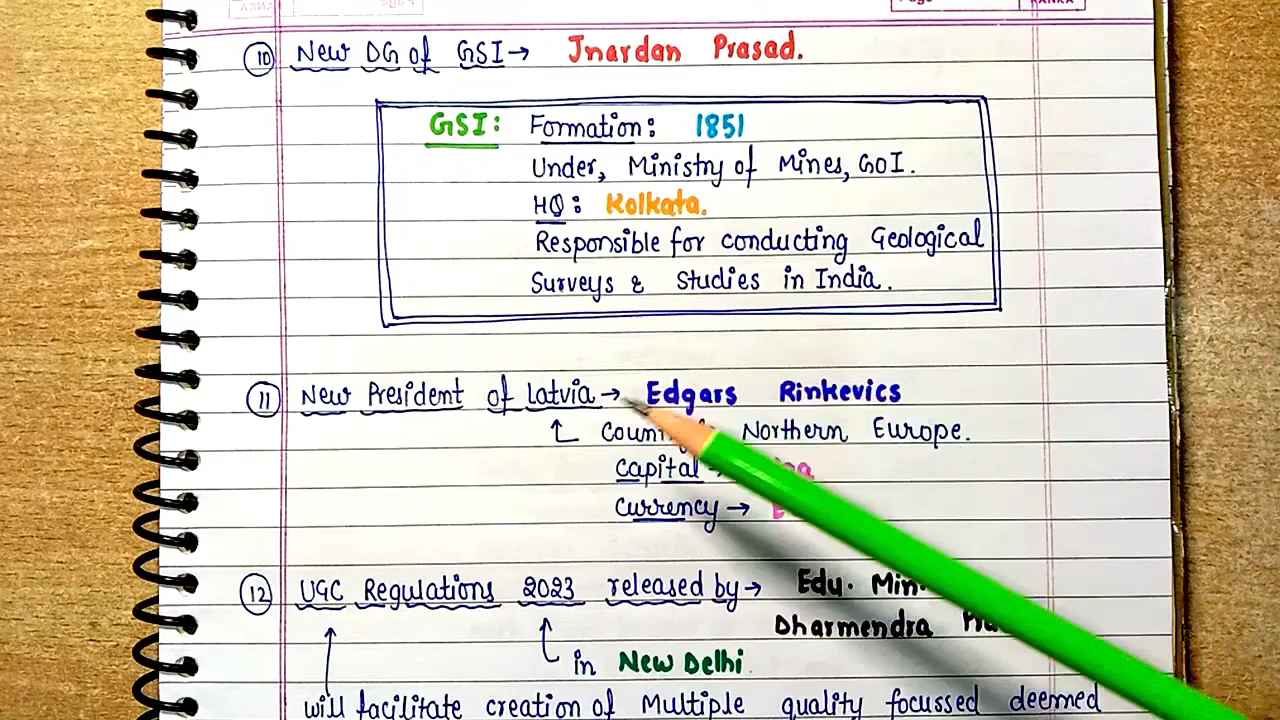 10 New DG of GSI → Jnardan Prasad.
GSI: Formation: 1851
Under, Ministry of Mines, GOI.
HQ: Kolkata.
Responsible for conducting Geological
Surveys & Studies in India.
11 New President of Latvia → Edgars Rinkevics
Northern Europe.
Capital →
Currency →
12 UGC Regulations 2023 released by → Edu. Min
Dharmendra
in New Delhi
will facilitate creation of Multiple quality focussed deemed